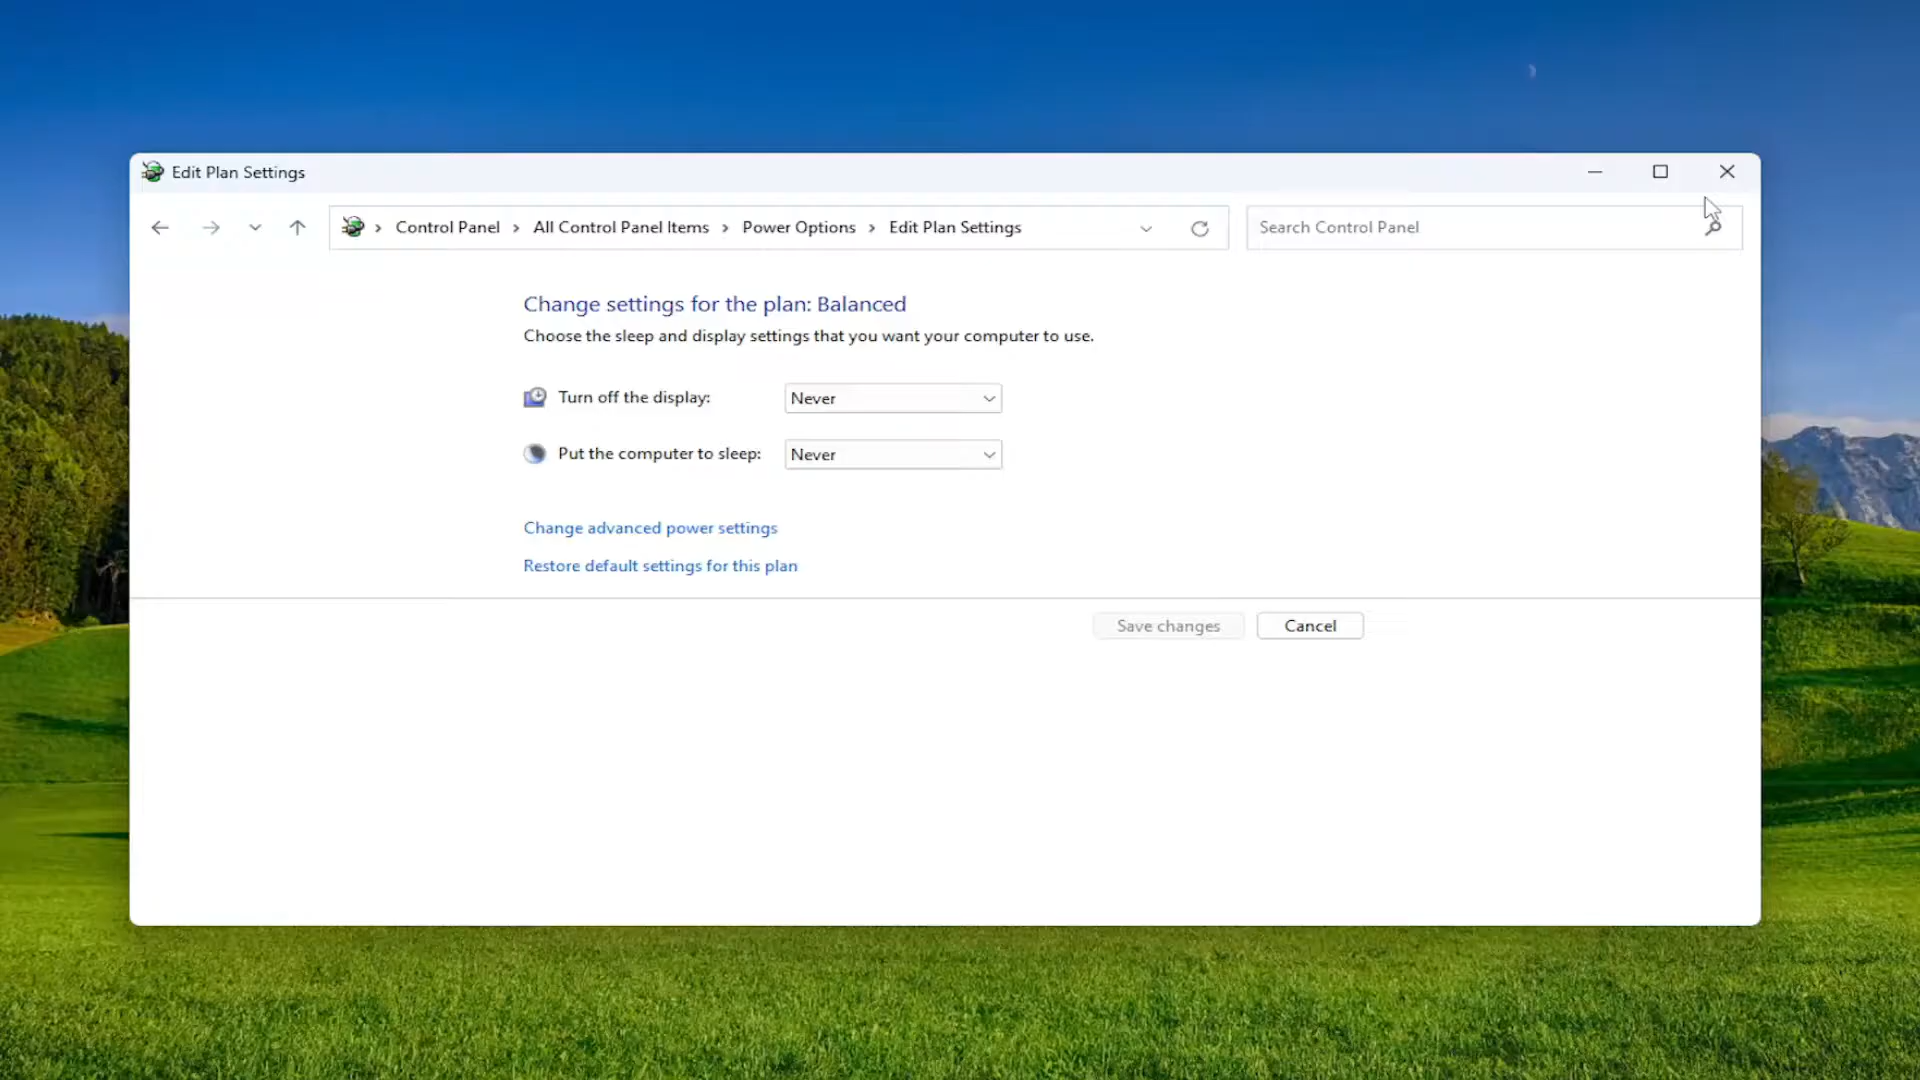 Edit Plan Settings
Control Panel > All Control Panel Items > Power Options > Edit Plan Settings
Search Control Panel
Change settings for the plan: Balanced
Choose the sleep and display settings that you want your computer to use.
Turn off the display: Never
Put the computer to sleep: Never
Change advanced power settings
Restore default settings for this plan
Save changes Cancel